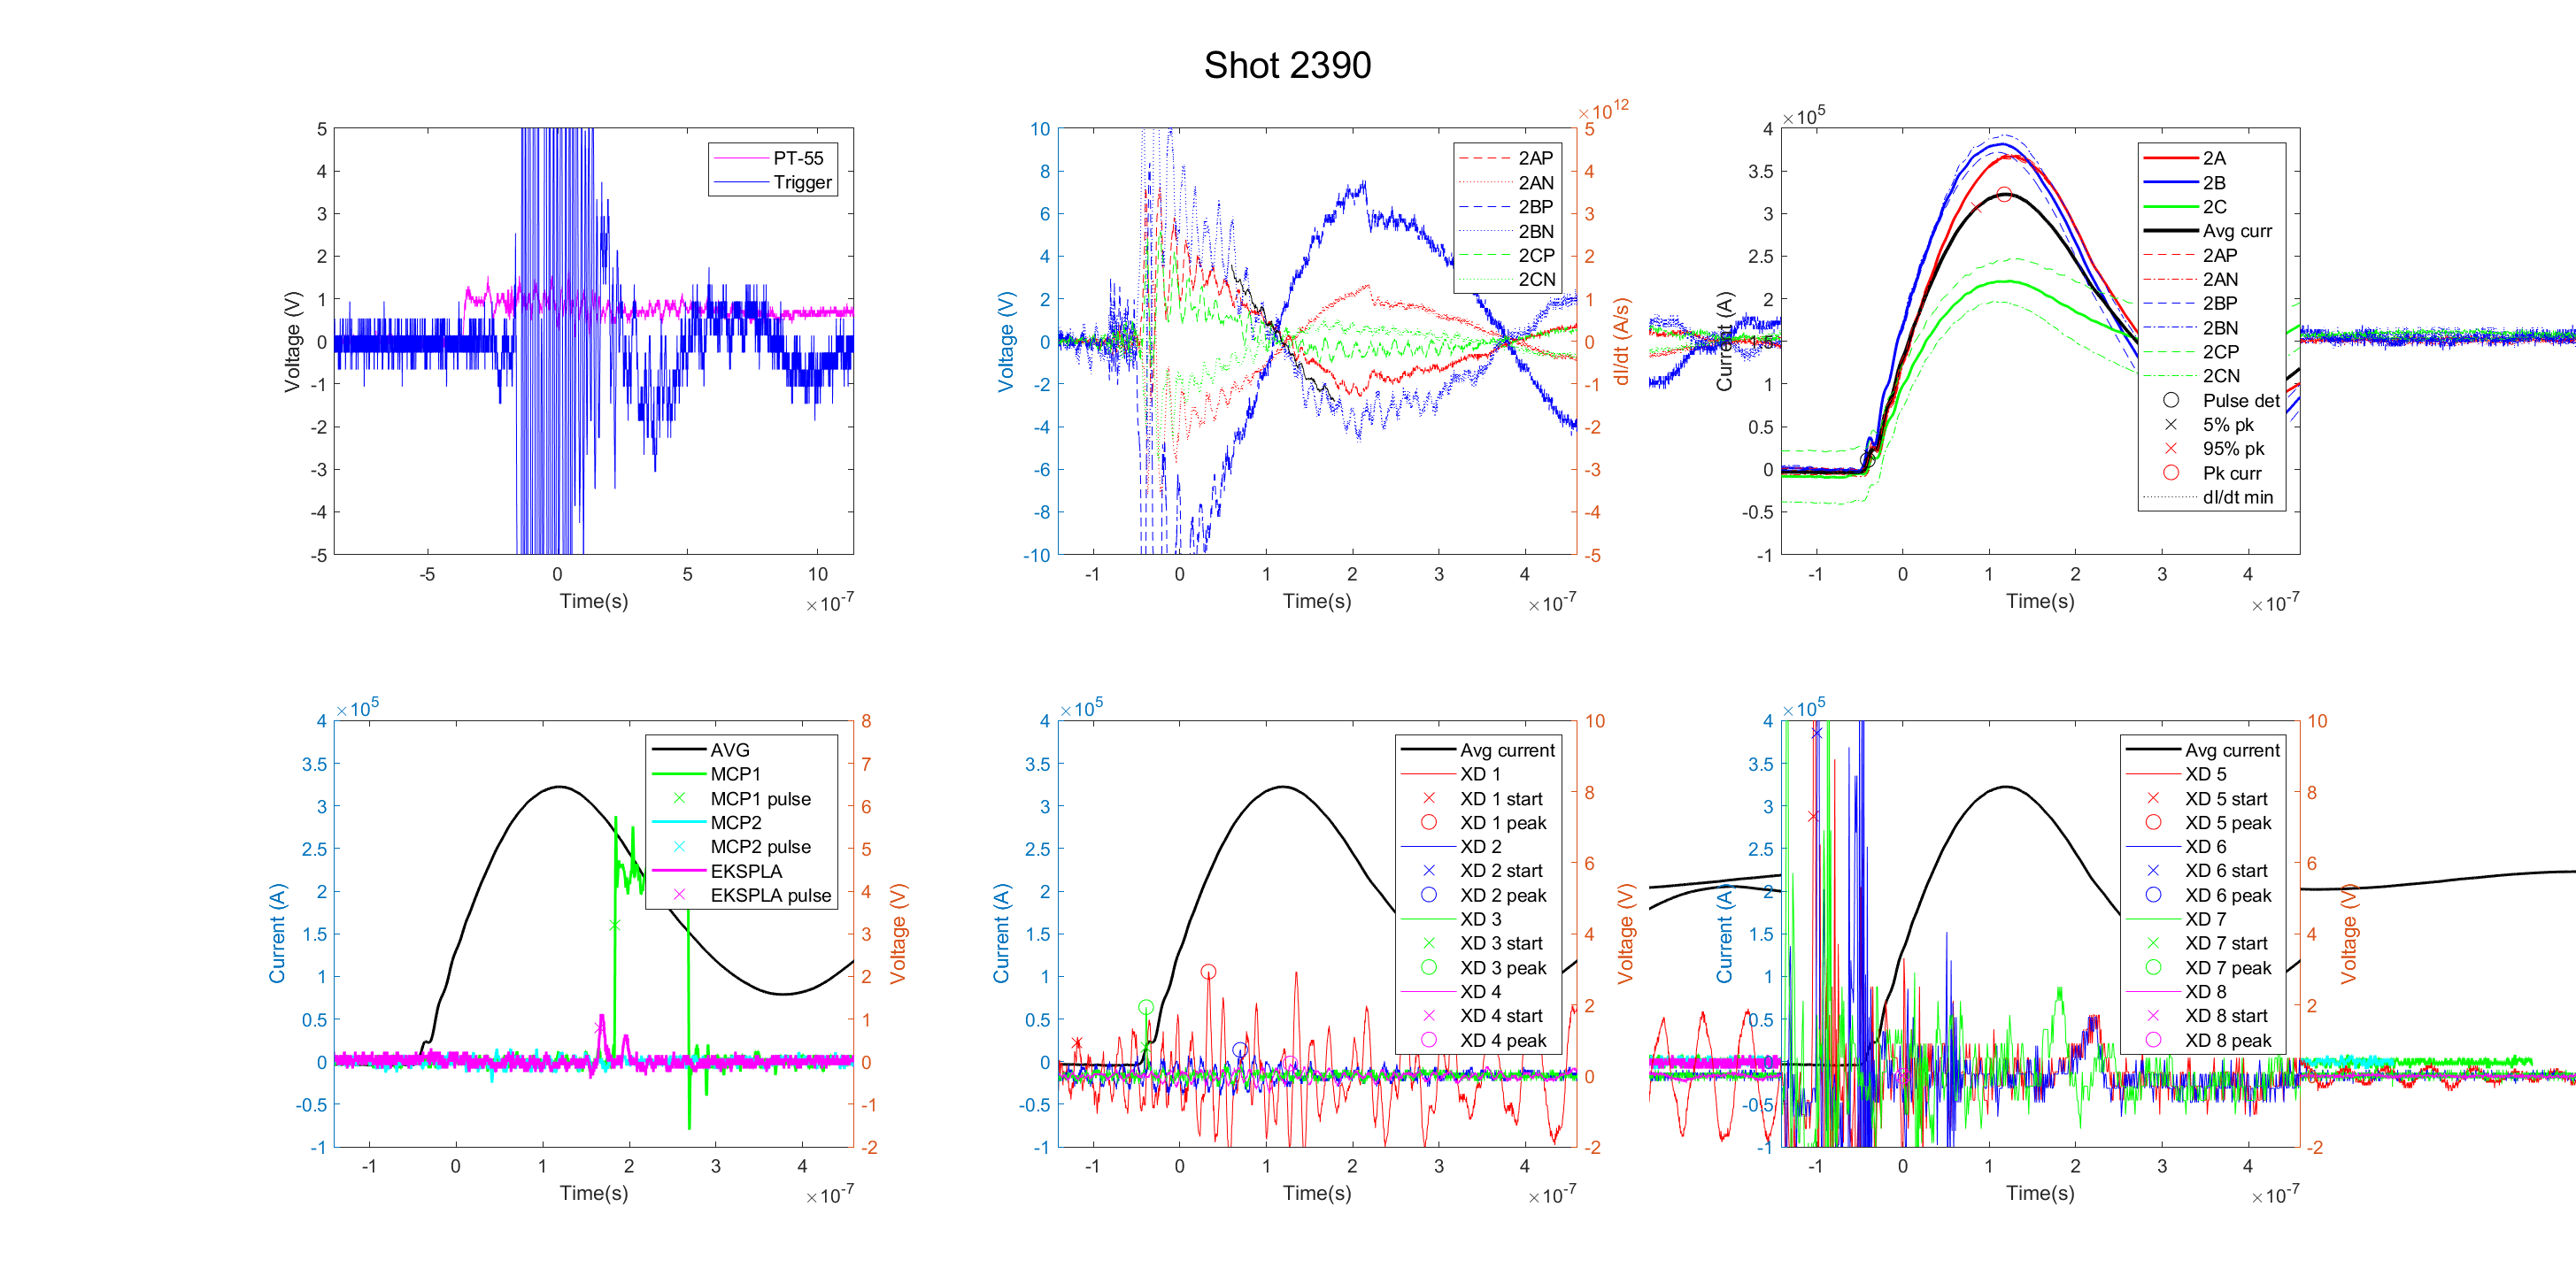 Shot 2390
5
4
3
2
1
0
-1
-2
-3
-4
-5
Voltage (V)
-5 0 5 10
Time(s)
×10-7
PT-55
Trigger
10
8
6
4
2
0
-2
-4
-6
-8
-10
Voltage (V)
-1 0 1 2 3 4
Time(s)
×10-7
×1012
5
4
3
2
1
0
-1
-2
-3
-4
-5
dI/dt (A/s)
2AP
2AN
2BP
2BN
2CP
2CN
×105
4
3.5
3
2.5
2
1
0.5
0
-0.5
-1
Current (A)
-1 0 1 2 3 4
Time(s)
×10-7
2A
2B
2C
Avg curr
2AP
2AN
2BP
2BN
2CP
2CN
Pulse det
5% pk
95% pk
Pk curr
dI/dt min
×105
4
3.5
3
2.5
2
1.5
1
0.5
0
-0.5
-1
Current (A)
-1 0 1 2 3 4
Time(s)
×10-7
8
7
6
5
4
3
2
1
0
-1
-2
Voltage (V)
AVG
MCP1
MCP1 pulse
MCP2
MCP2 pulse
EKSPLA
EKSPLA pulse
×105
4
3.5
3
2.5
2
1.5
1
0.5
0
-0.5
-1
Current (A)
-1 0 1 2 3 4
Time(s)
×10-7
10
8
6
4
2
0
-2
Voltage (V)
Avg current
XD 1
XD 1 start
XD 1 peak
XD 2
XD 2 start
XD 2 peak
XD 3
XD 3 start
XD 3 peak
XD 4
XD 4 start
XD 4 peak
×105
4
3.5
3
2.5
2
1.5
1
0.5
0
-0.5
-1
Current (A)
-1 0 1 2 3 4
Time(s)
×10-7
10
8
6
4
2
-2
Voltage (V)
Avg current
XD 5
XD 5 start
XD 5 peak
XD 6
XD 6 start
XD 6 peak
XD 7
XD 7 start
XD 7 peak
XD 8
XD 8 start
XD 8 peak